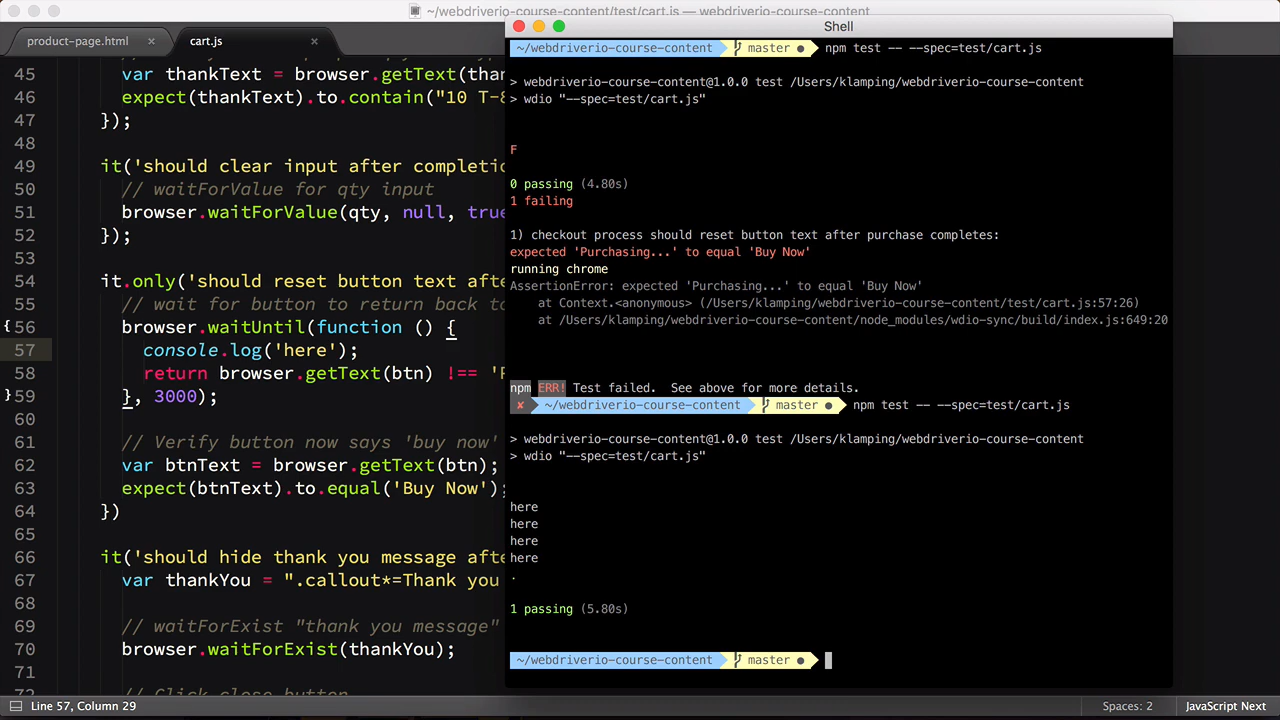 ~/webdriverio-course-content/test/cart.js — webdriverio-course-content
product-page.html × cart.js ×
45 var thankText = browser.getText(thar
46 expect(thankText).to.contain("10 T-
47 });
48
49 it('should clear input after completio
50 // waitForValue for qty input
51 browser.waitForValue(qty, null, true
52 });
53
54 it.only('should reset button text afte
55 // wait for button to return back to
{56 browser.waitUntil(function () {
57 console.log('here');
58 return browser.getText(btn) !== '
}59 }, 3000);
60
61 // Verify button now says 'buy now'
62 var btnText = browser.getText(btn);
63 expect(btnText).to.equal('Buy Now');
64 })
65
66 it('should hide thank you message afte
67 var thankYou = ".callout*=Thank you
68
69 // waitForExist "thank you message"
70 browser.waitForExist(thankYou);
71
72 // Click close button
Line 57, Column 29
Spaces: 2 JavaScript Next
Shell
~/webdriverio-course-content master ● npm test -- --spec=test/cart.js
> webdriverio-course-content@1.0.0 test /Users/klamping/webdriverio-course-content
> wdio "--spec=test/cart.js"
F
0 passing (4.80s)
1 failing
1) checkout process should reset button text after purchase completes:
expected 'Purchasing...' to equal 'Buy Now'
running chrome
AssertionError: expected 'Purchasing...' to equal 'Buy Now'
at Context.<anonymous> (/Users/klamping/webdriverio-course-content/test/cart.js:57:26)
at /Users/klamping/webdriverio-course-content/node_modules/wdio-sync/build/index.js:649:20
npm ERR! Test failed. See above for more details.
✘ ~/webdriverio-course-content master ● npm test -- --spec=test/cart.js
> webdriverio-course-content@1.0.0 test /Users/klamping/webdriverio-course-content
> wdio "--spec=test/cart.js"
here
here
here
here
.
1 passing (5.80s)
~/webdriverio-course-content master ●